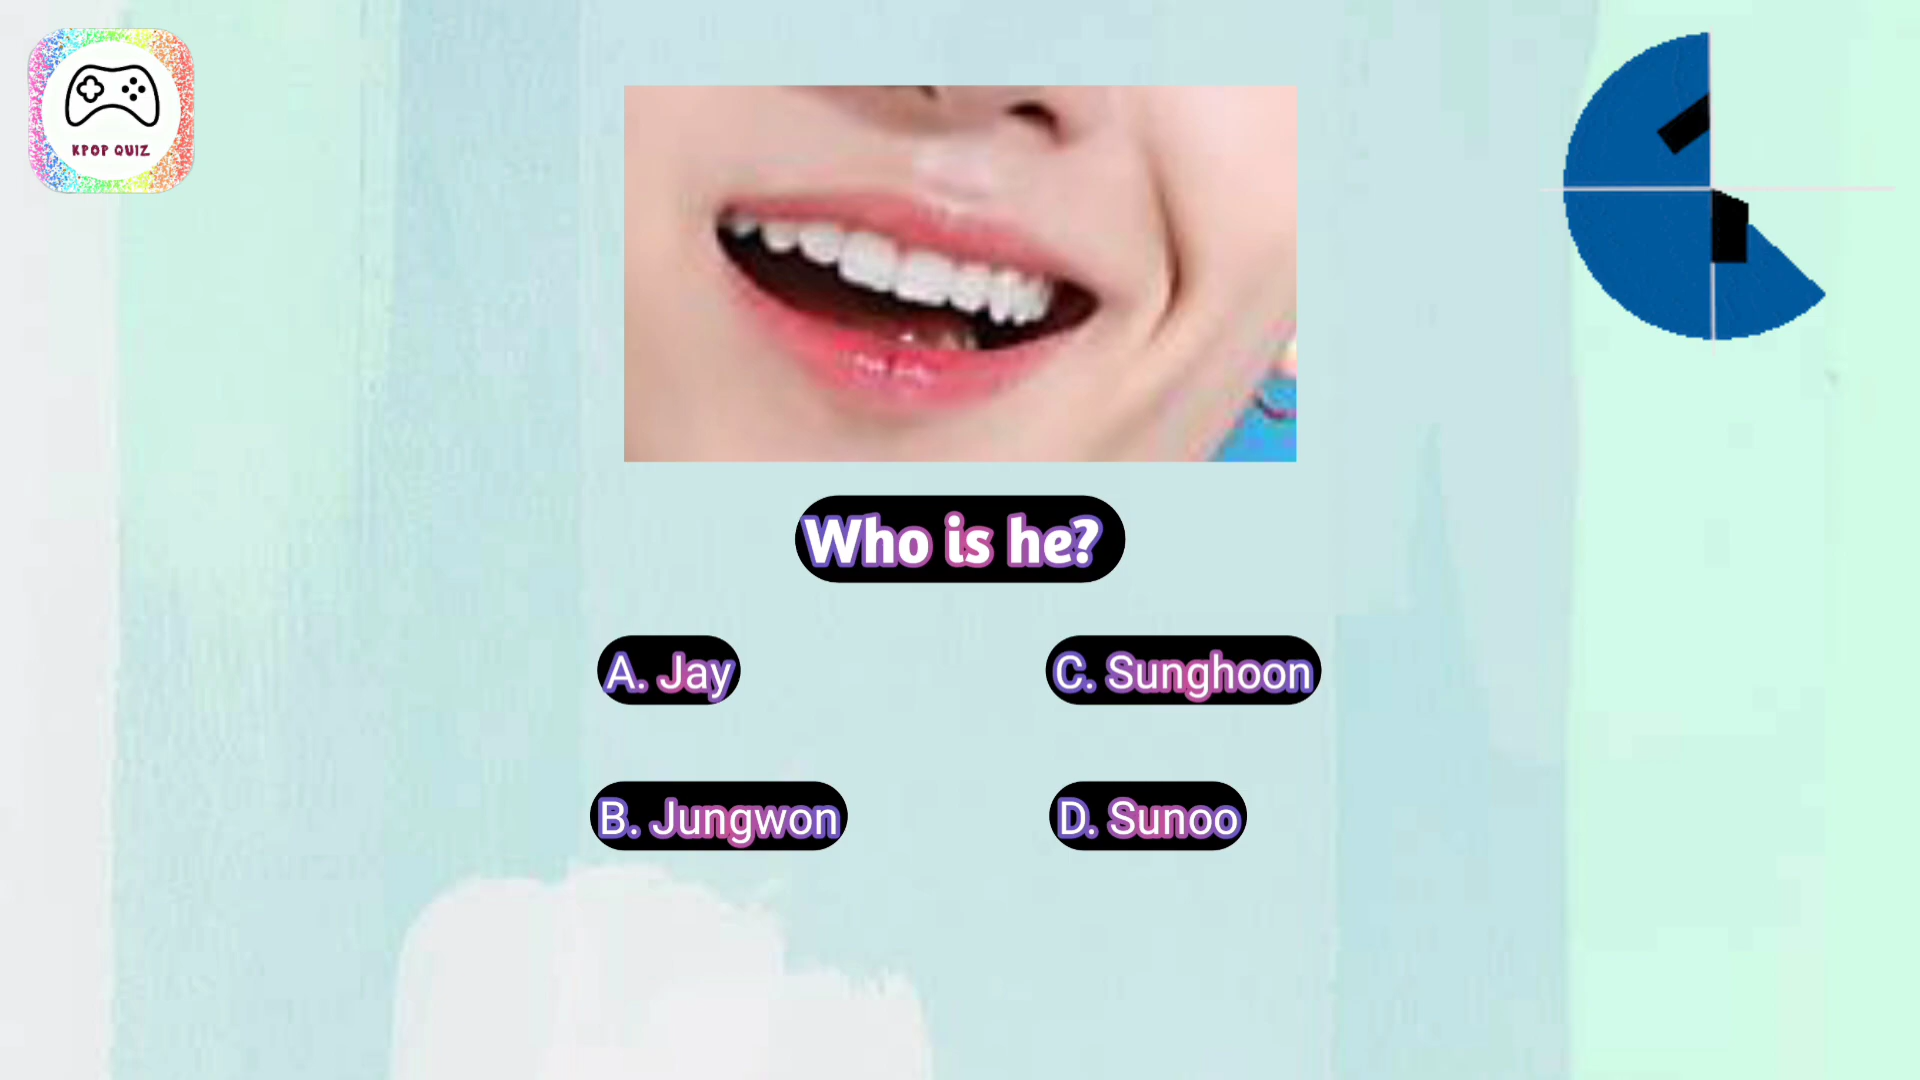 KPOP QUIZ
Who is he?
A. Jay
C. Sunghoon
B. Jungwon
D. Sunoo